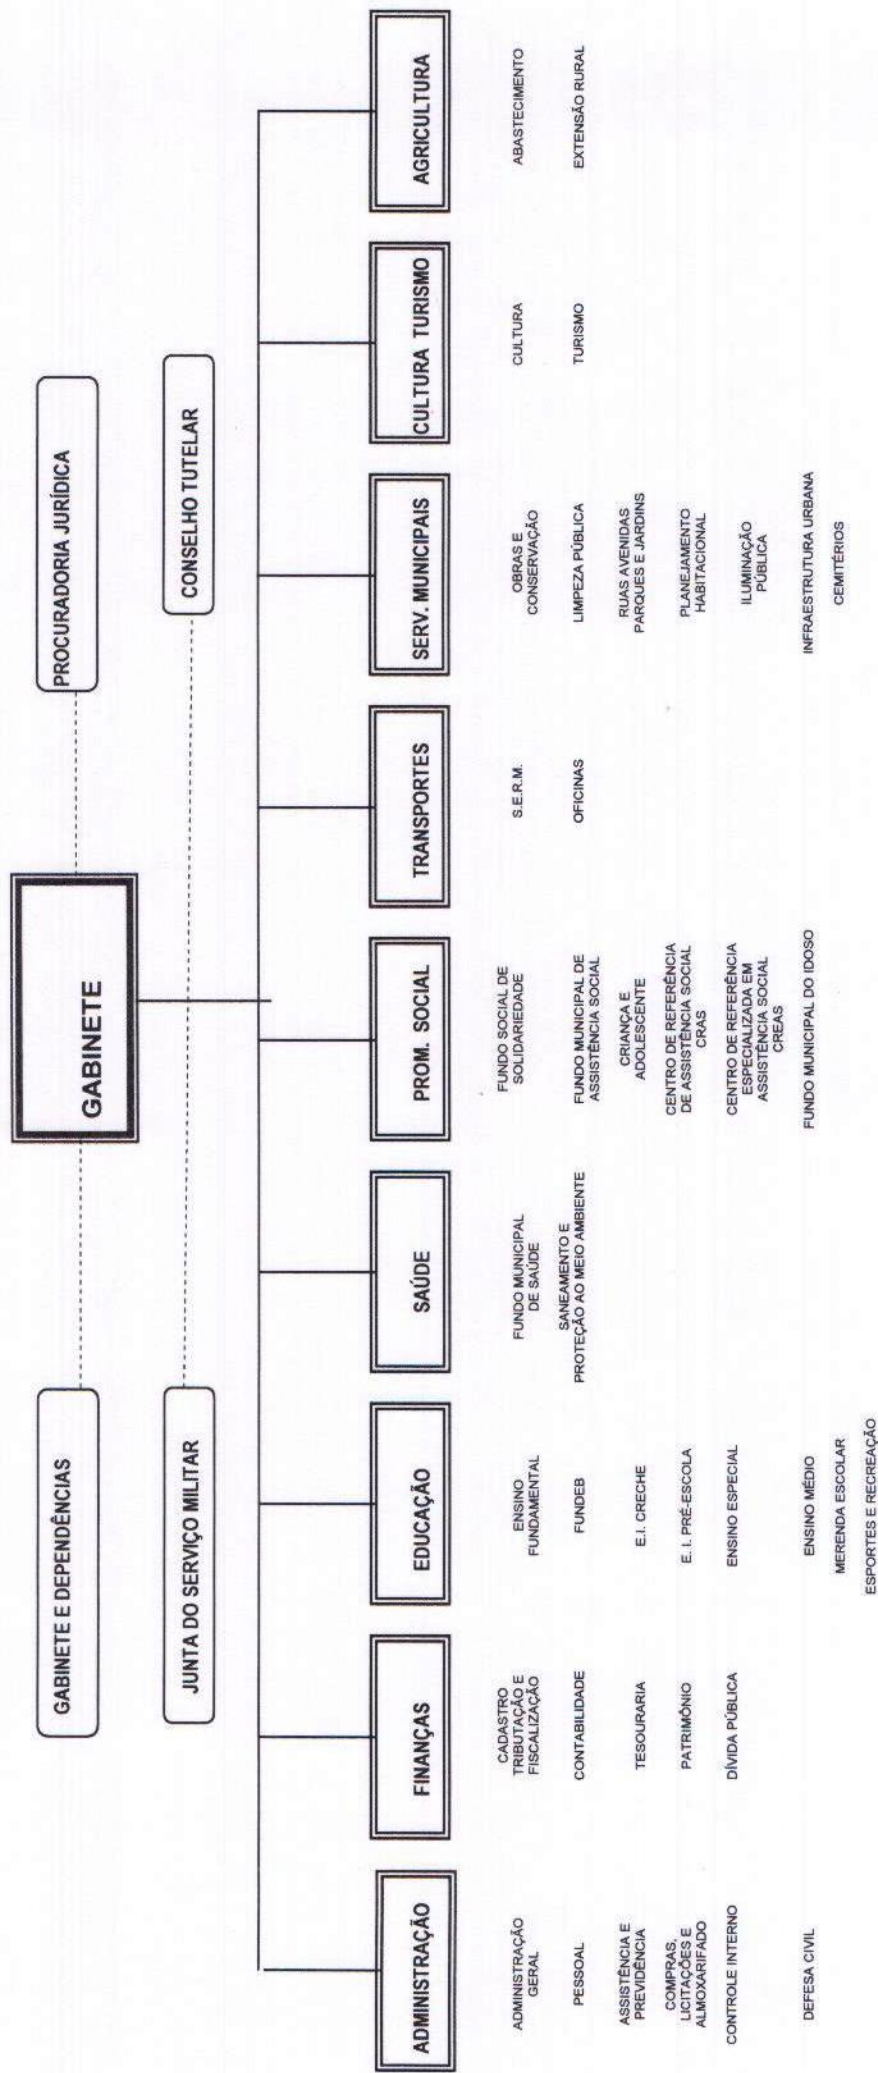 GABINETE
GABINETE E DEPENDÊNCIAS
PROCURADORIA JURÍDICA
JUNTA DO SERVIÇO MILITAR
CONSELHO TUTELAR
ADMINISTRAÇÃO
ADMINISTRAÇÃO
GERAL
PESSOAL
ASSISTÊNCIA E
PREVIDÊNCIA
COMPRAS,
LICITAÇÕES E
ALMOXARIFADO
CONTROLE INTERNO
DEFESA CIVIL
FINANÇAS
CADASTRO
TRIBUTAÇÃO E
FISCALIZAÇÃO
CONTABILIDADE
TESOURARIA
PATRIMÔNIO
DÍVIDA PÚBLICA
EDUCAÇÃO
ENSINO
FUNDAMENTAL
FUNDEB
E.I. CRECHE
E. I. PRÉ-ESCOLA
ENSINO ESPECIAL
ENSINO MÉDIO
MERENDA ESCOLAR
ESPORTES E RECREAÇÃO
SAÚDE
FUNDO MUNICIPAL
DE SAÚDE
SANEAMENTO E
PROTEÇÃO AO MEIO AMBIENTE
PROM. SOCIAL
FUNDO SOCIAL DE
SOLIDARIEDADE
FUNDO MUNICIPAL DE
ASSISTÊNCIA SOCIAL
CRIANÇA E
ADOLESCENTE
CENTRO DE REFERÊNCIA
DE ASSISTÊNCIA SOCIAL
CRAS
CENTRO DE REFERÊNCIA
ESPECIALIZADA EM
ASSISTÊNCIA SOCIAL
CREAS
FUNDO MUNICIPAL DO IDOSO
TRANSPORTES
S.E.R.M.
OFICINAS
SERV. MUNICIPAIS
OBRAS E
CONSERVAÇÃO
LIMPEZA PÚBLICA
RUAS AVENIDAS
PARQUES E JARDINS
PLANEJAMENTO
HABITACIONAL
ILUMINAÇÃO
PÚBLICA
INFRAESTRUTURA URBANA
CEMITÉRIOS
CULTURA TURISMO
CULTURA
TURISMO
AGRICULTURA
ABASTECIMENTO
EXTENSÃO RURAL